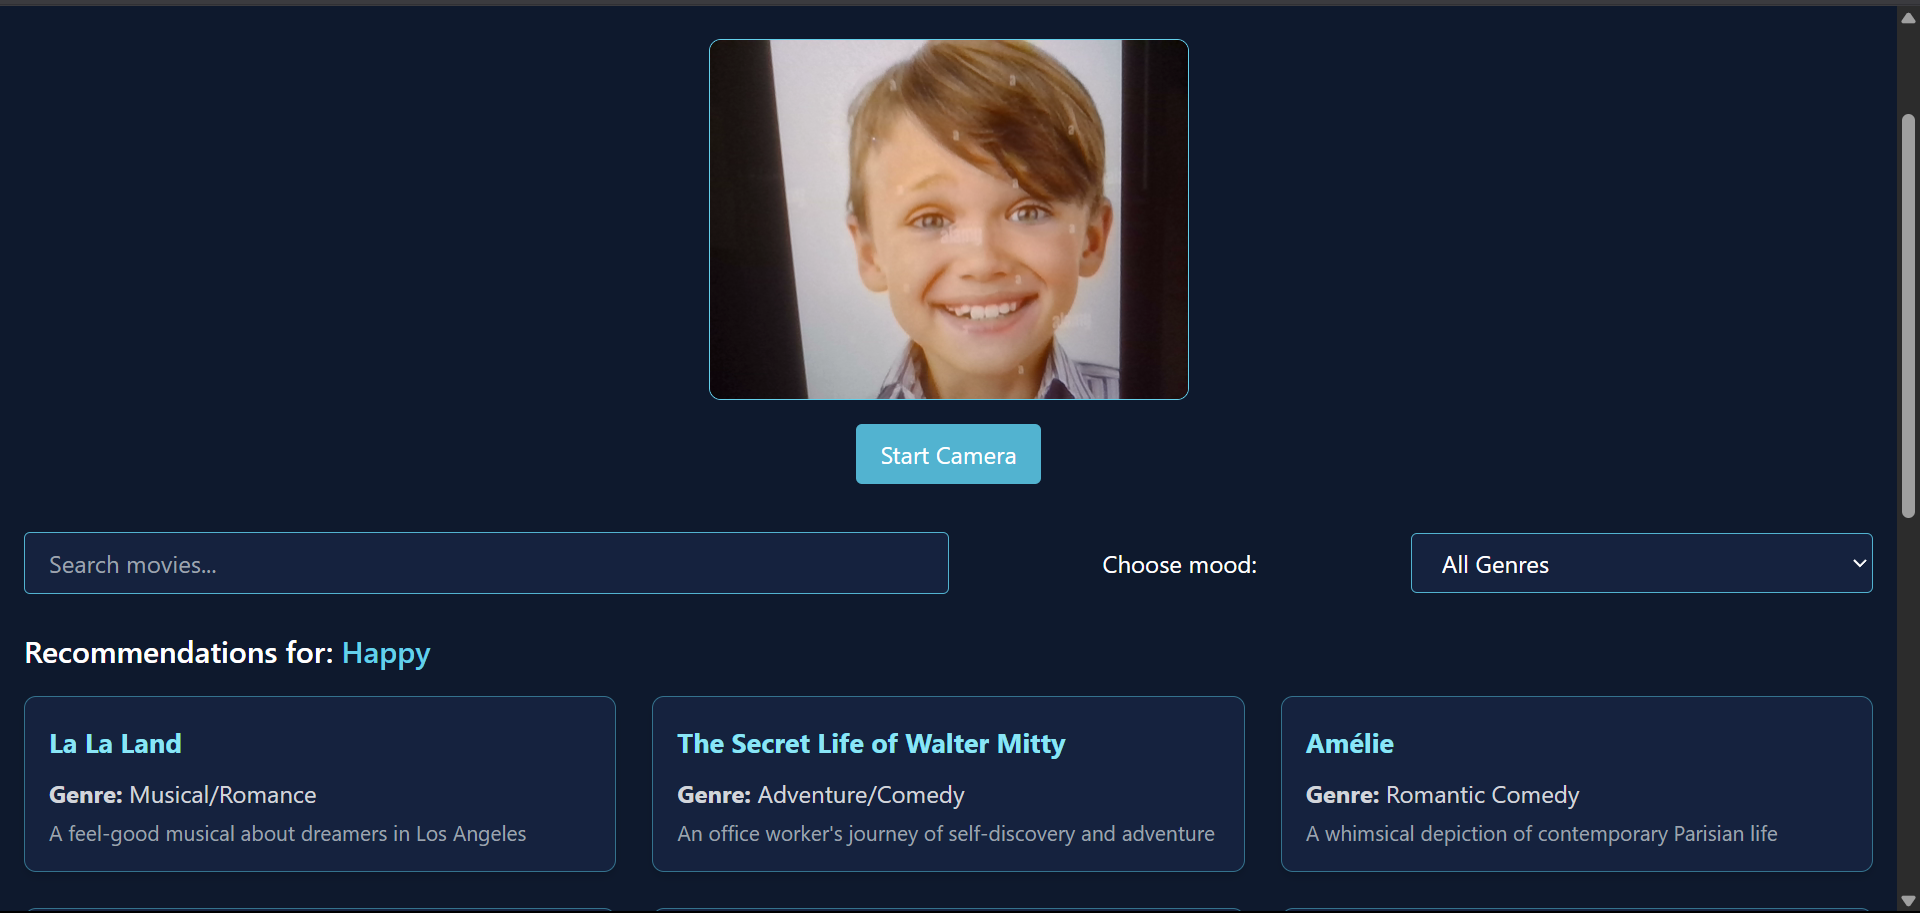 Start Camera
Search movies...
Choose mood:
All Genres
Recommendations for: Happy
La La Land
Genre: Musical/Romance
A feel-good musical about dreamers in Los Angeles
The Secret Life of Walter Mitty
Genre: Adventure/Comedy
An office worker's journey of self-discovery and adventure
Amélie
Genre: Romantic Comedy
A whimsical depiction of contemporary Parisian life